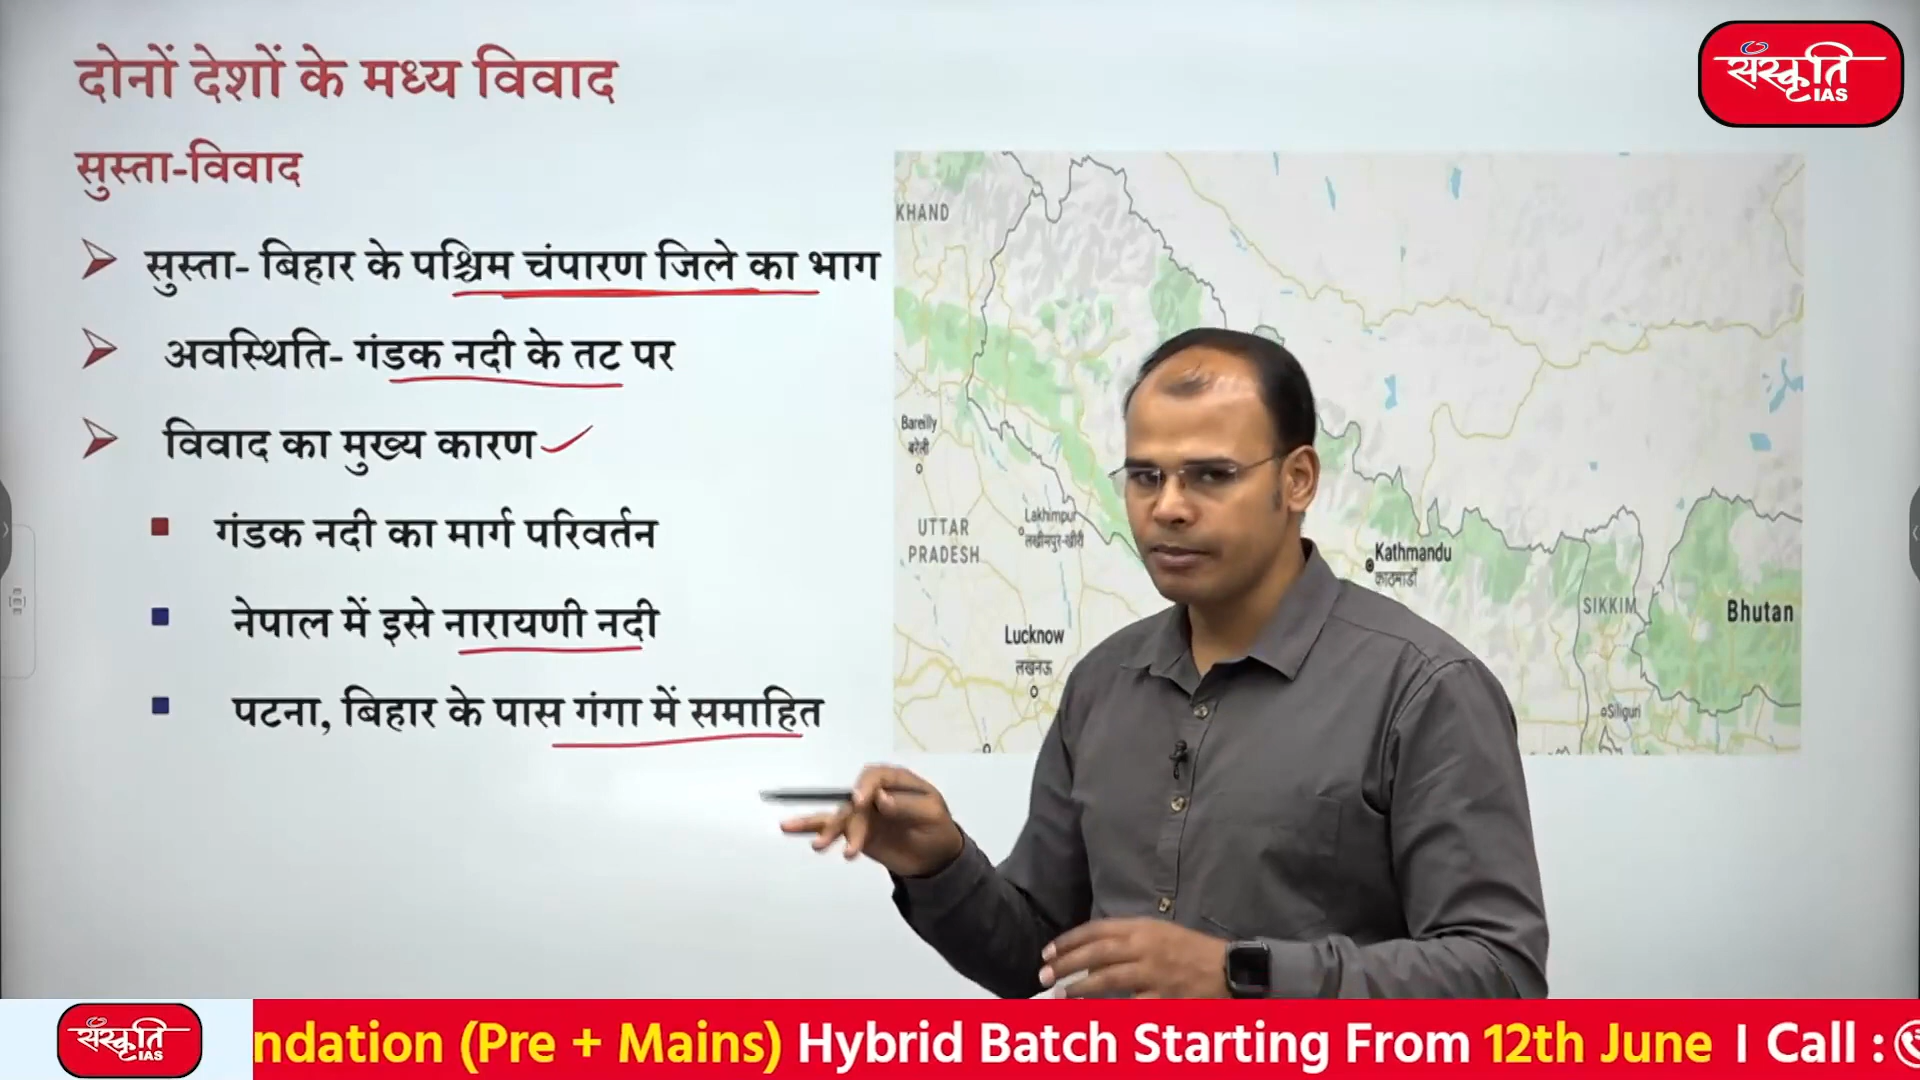 दोनों देशों के मध्य विवाद
संस्कृति
IAS
सुस्ता-विवाद
सुस्ता- बिहार के पश्चिम चंपारण जिले का भाग
अवस्थिति- गंडक नदी के तट पर
विवाद का मुख्य कारण
गंडक नदी का मार्ग परिवर्तन
नेपाल में इसे नारायणी नदी
पटना, बिहार के पास गंगा में समाहित
KHAND
Bareilly
बरेली
UTTAR
PRADESH
Lakhimpur
लखीमपुर-खीरी
Lucknow
लखनऊ
Kathmandu
काठमाडौं
SIKKIM
Bhutan
Siliguri
संस्कृति
IAS
ndation (Pre + Mains) Hybrid Batch Starting From 12th June I Call :